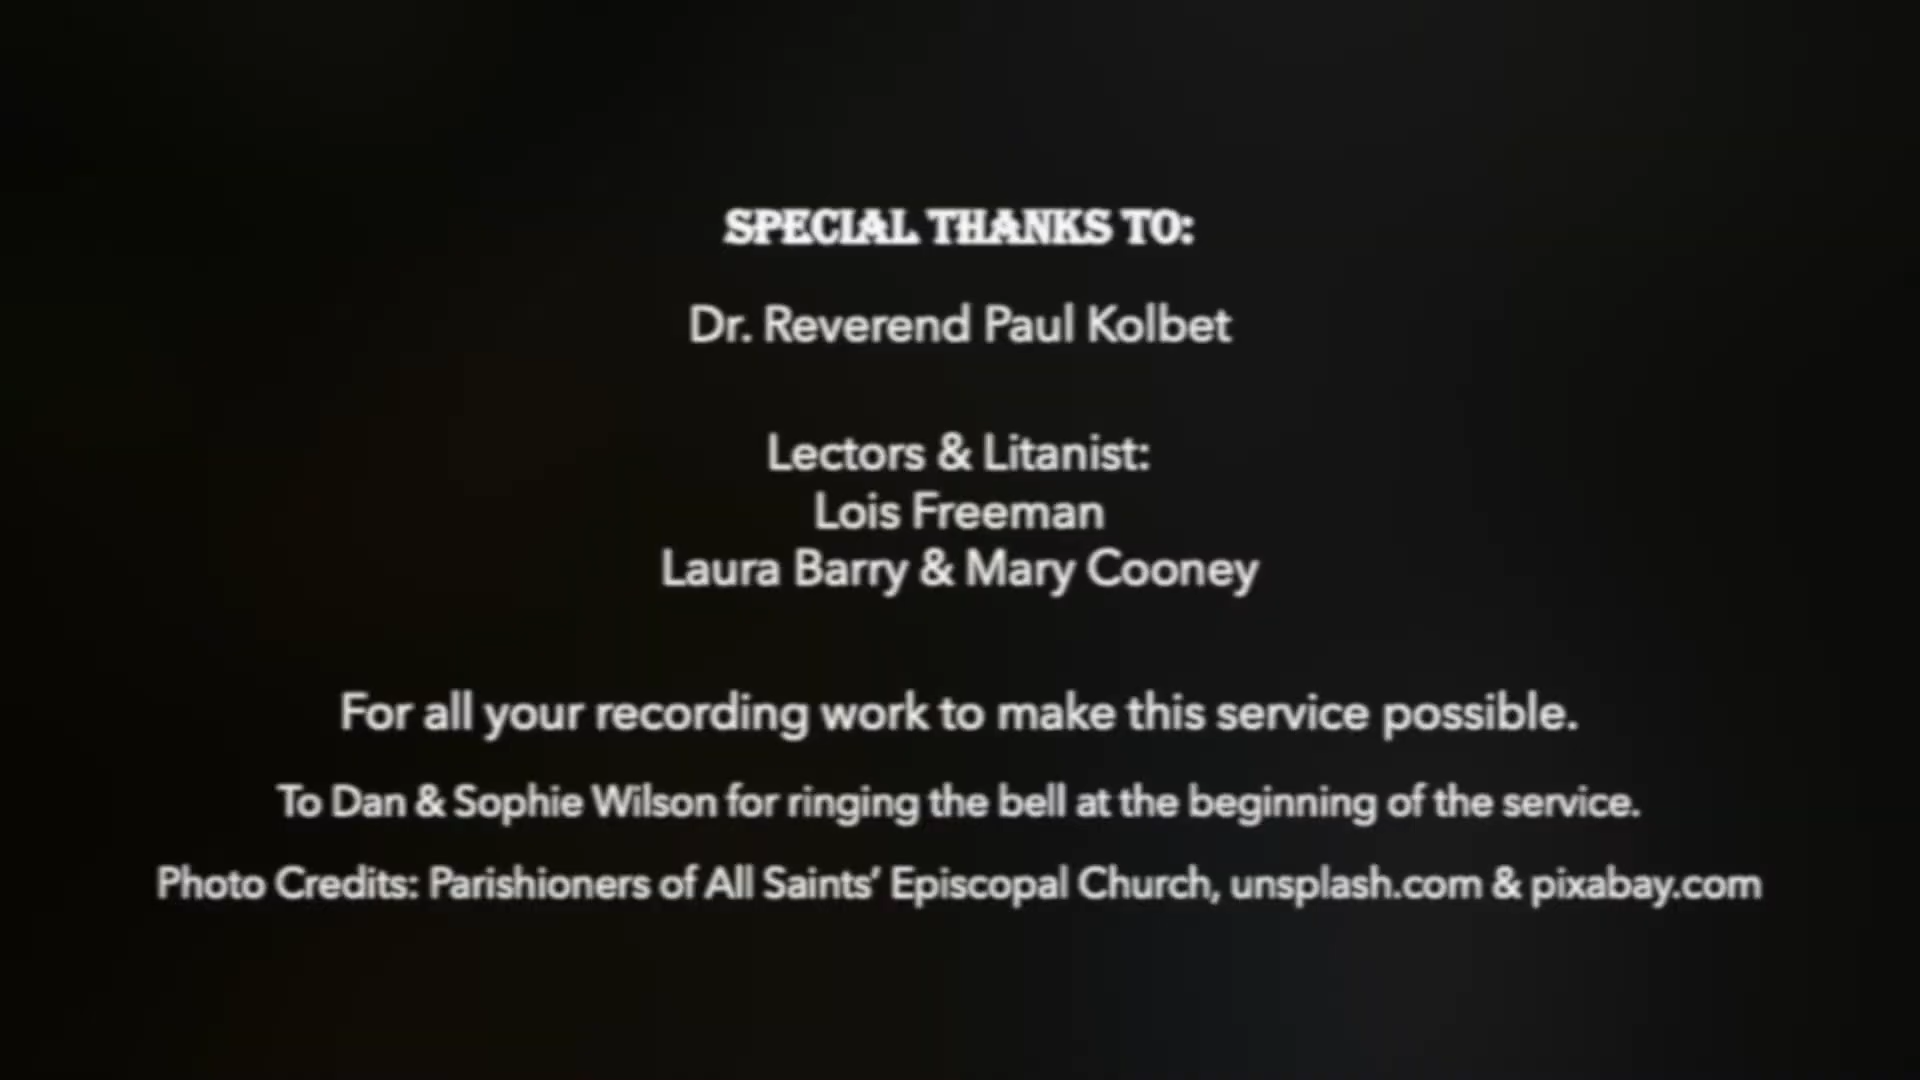 SPECIAL THANKS TO:
Dr. Reverend Paul Kolbet
Lectors & Litanist:
Lois Freeman
Laura Barry & Mary Cooney
For all your recording work to make this service possible.
To Dan & Sophie Wilson for ringing the bell at the beginning of the service.
Photo Credits: Parishioners of All Saints’ Episcopal Church, unsplash.com & pixabay.com